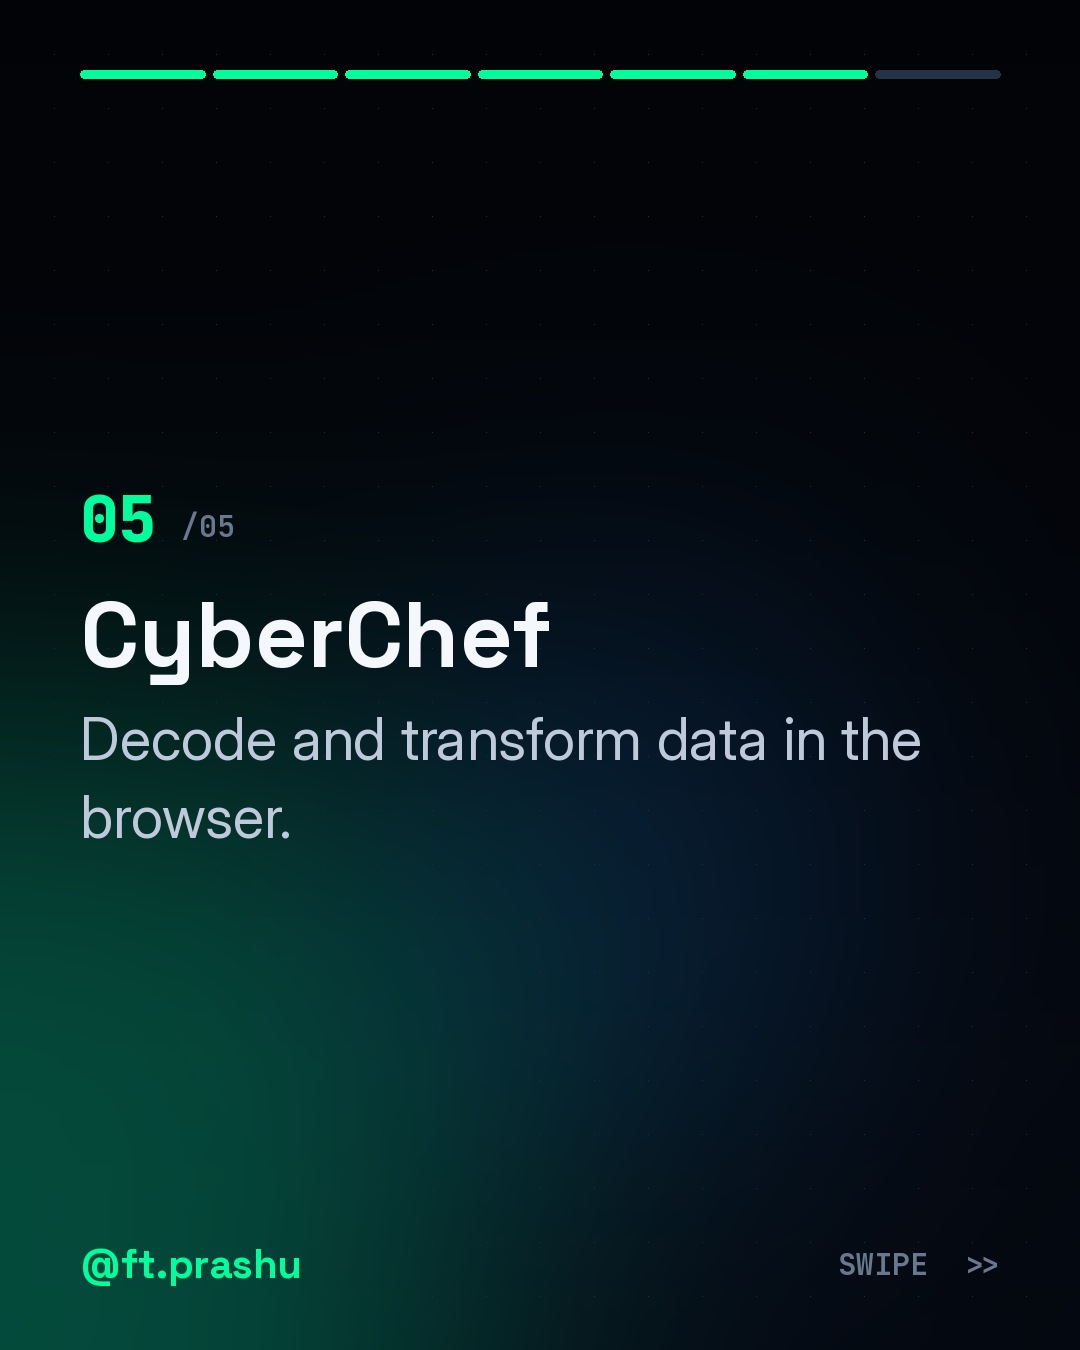 05 /05
CyberChef
Decode and transform data in the
browser.
@ft.prashu
SWIPE >>